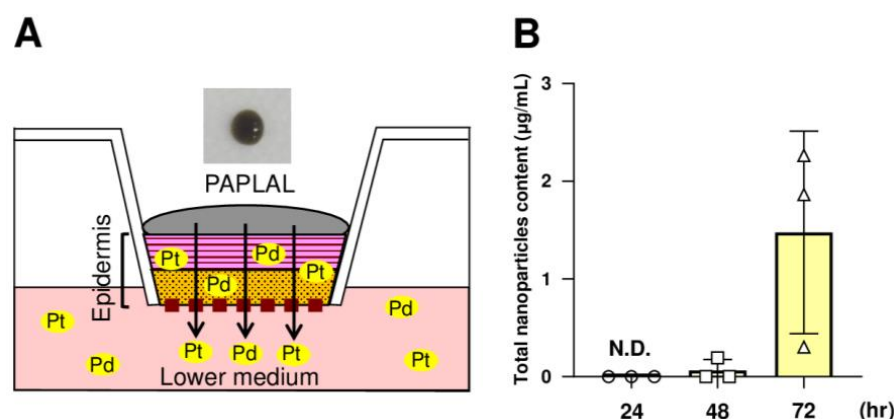 A
PAPLAL
Epidermis
Pt
Pd
Pt
Pd
Pt
Pd
Pd
Pt
Pd
Pt
Pt
Lower medium
B
Total nanoparticles content (µg/mL)
3
2
1
0
N.D.
24
48
72
(hr)